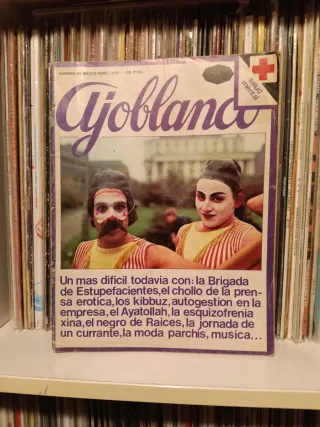 ajoblanco
salud
mental
Un mas dificil todavia con: la Brigada
de Estupefacientes,el chollo de la pren-
sa erotica,los kibbuz,autogestion en la
empresa,el Ayatollah,la esquizofrenia
xina,el negro de Raices,la jornada de
un currante,la moda parchis, musica...